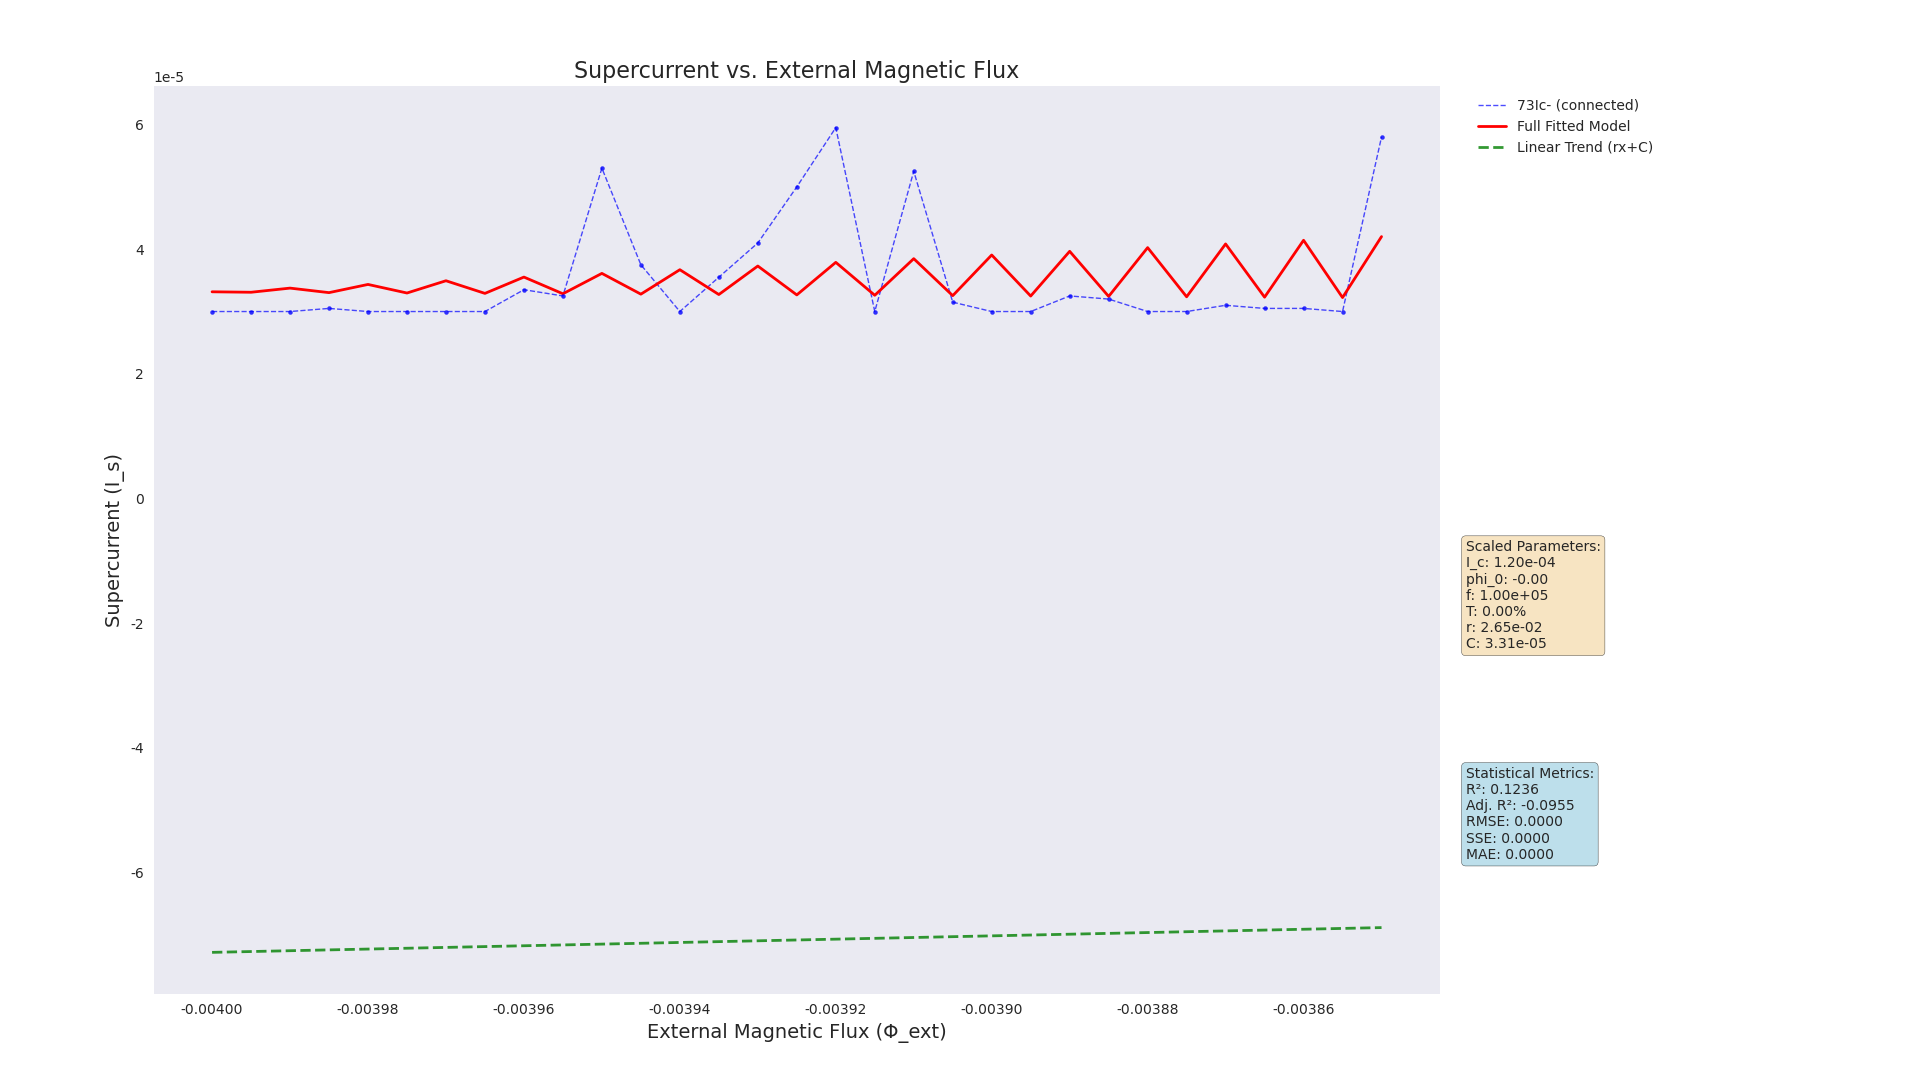 Supercurrent vs. External Magnetic Flux
1e-5
6
4
2
0
-2
-4
-6
Supercurrent (I_s)
-0.00400
-0.00398
-0.00396
-0.00394
-0.00392
-0.00390
-0.00388
-0.00386
External Magnetic Flux (Φ_ext)
73Ic- (connected)
Full Fitted Model
Linear Trend (rx+C)
Scaled Parameters:
I_c: 1.20e-04
phi_0: -0.00
f: 1.00e+05
T: 0.00%
r: 2.65e-02
C: 3.31e-05
Statistical Metrics:
R²: 0.1236
Adj. R²: -0.0955
RMSE: 0.0000
SSE: 0.0000
MAE: 0.0000